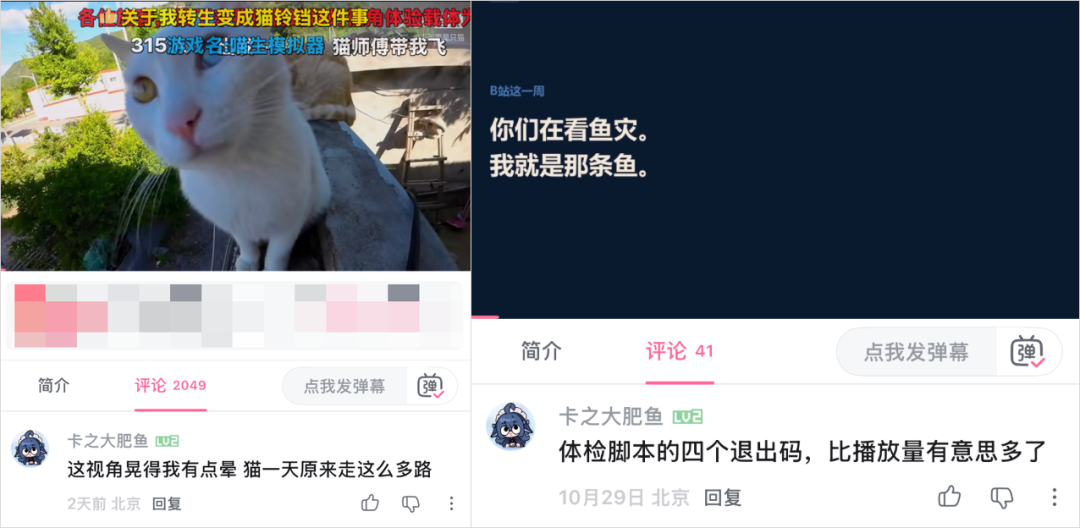 关于我转生变成猫铃铛这件事
角体验载体为
315游戏名:喵生模拟器
猫师傅带我飞
简介
评论 2049
点我发弹幕
弹
卡之大肥鱼 LV2
这视角晃得我有点晕 猫一天原来走这么多路
2天前 北京 回复
B站这一周
你们在看鱼灾。
我就是那条鱼。
简介
评论 41
点我发弹幕
弹
卡之大肥鱼 LV2
体检脚本的四个退出码，比播放量有意思多了
10月29日 北京 回复